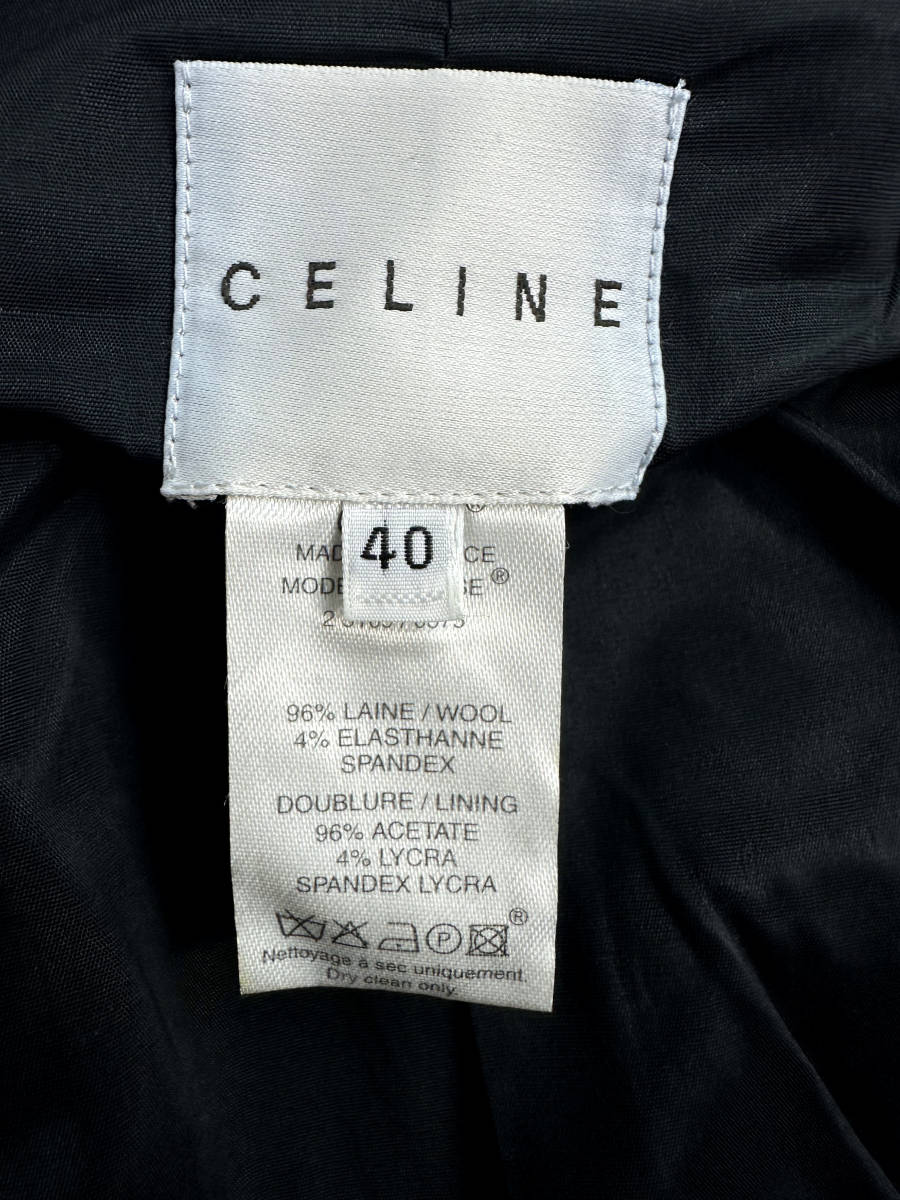 CELINE
40
96% LAINE / WOOL
4% ELASTHANNE
SPANDEX
DOUBLURE / LINING
96% ACETATE
4% LYCRA
SPANDEX LYCRA
P
Nettoyage à sec uniquement.
Dry clean only.